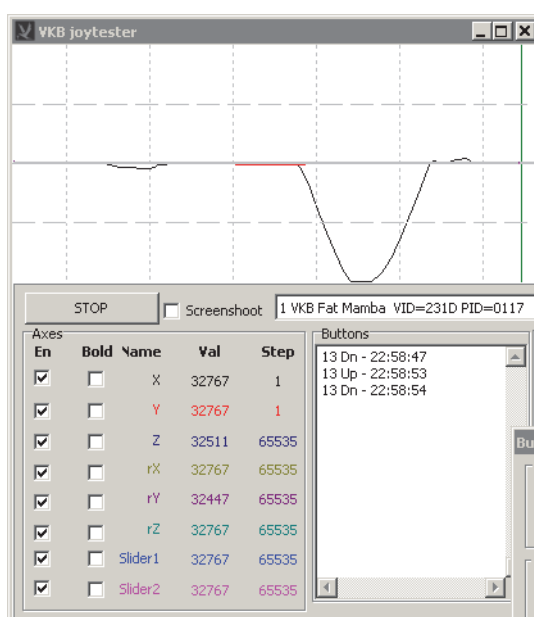 VKB joytester
STOP
Screenshoot
1 VKB Fat Mamba VID=231D PID=0117
Axes
En Bold Name Val Step
X 32767 1
Y 32767 1
Z 32511 65535
rX 32767 65535
rY 32447 65535
rZ 32767 65535
Slider1 32767 65535
Slider2 32767 65535
Buttons
13 Dn - 22:58:47
13 Up - 22:58:53
13 Dn - 22:58:54
Bu